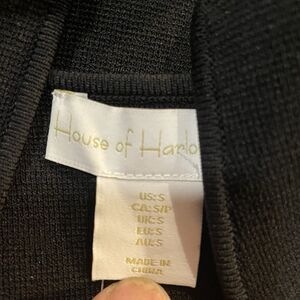 House of Harlo
US: S
CA: S/P
UK: S
EU: S
AU: S
MADE IN
CHINA